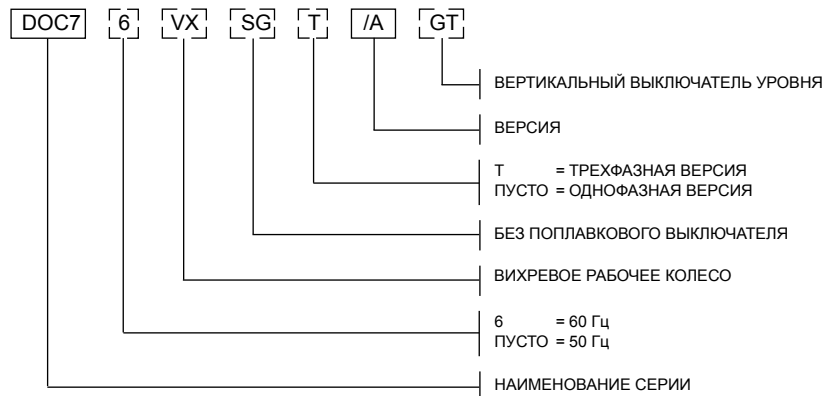 DOC7 6 VX SG T /A GT
ВЕРТИКАЛЬНЫЙ ВЫКЛЮЧАТЕЛЬ УРОВНЯ
ВЕРСИЯ
T = ТРЕХФАЗНАЯ ВЕРСИЯ
ПУСТО = ОДНОФАЗНАЯ ВЕРСИЯ
БЕЗ ПОПЛАВКОВОГО ВЫКЛЮЧАТЕЛЯ
ВИХРЕВОЕ РАБОЧЕЕ КОЛЕСО
6 = 60 Гц
ПУСТО = 50 Гц
НАИМЕНОВАНИЕ СЕРИИ